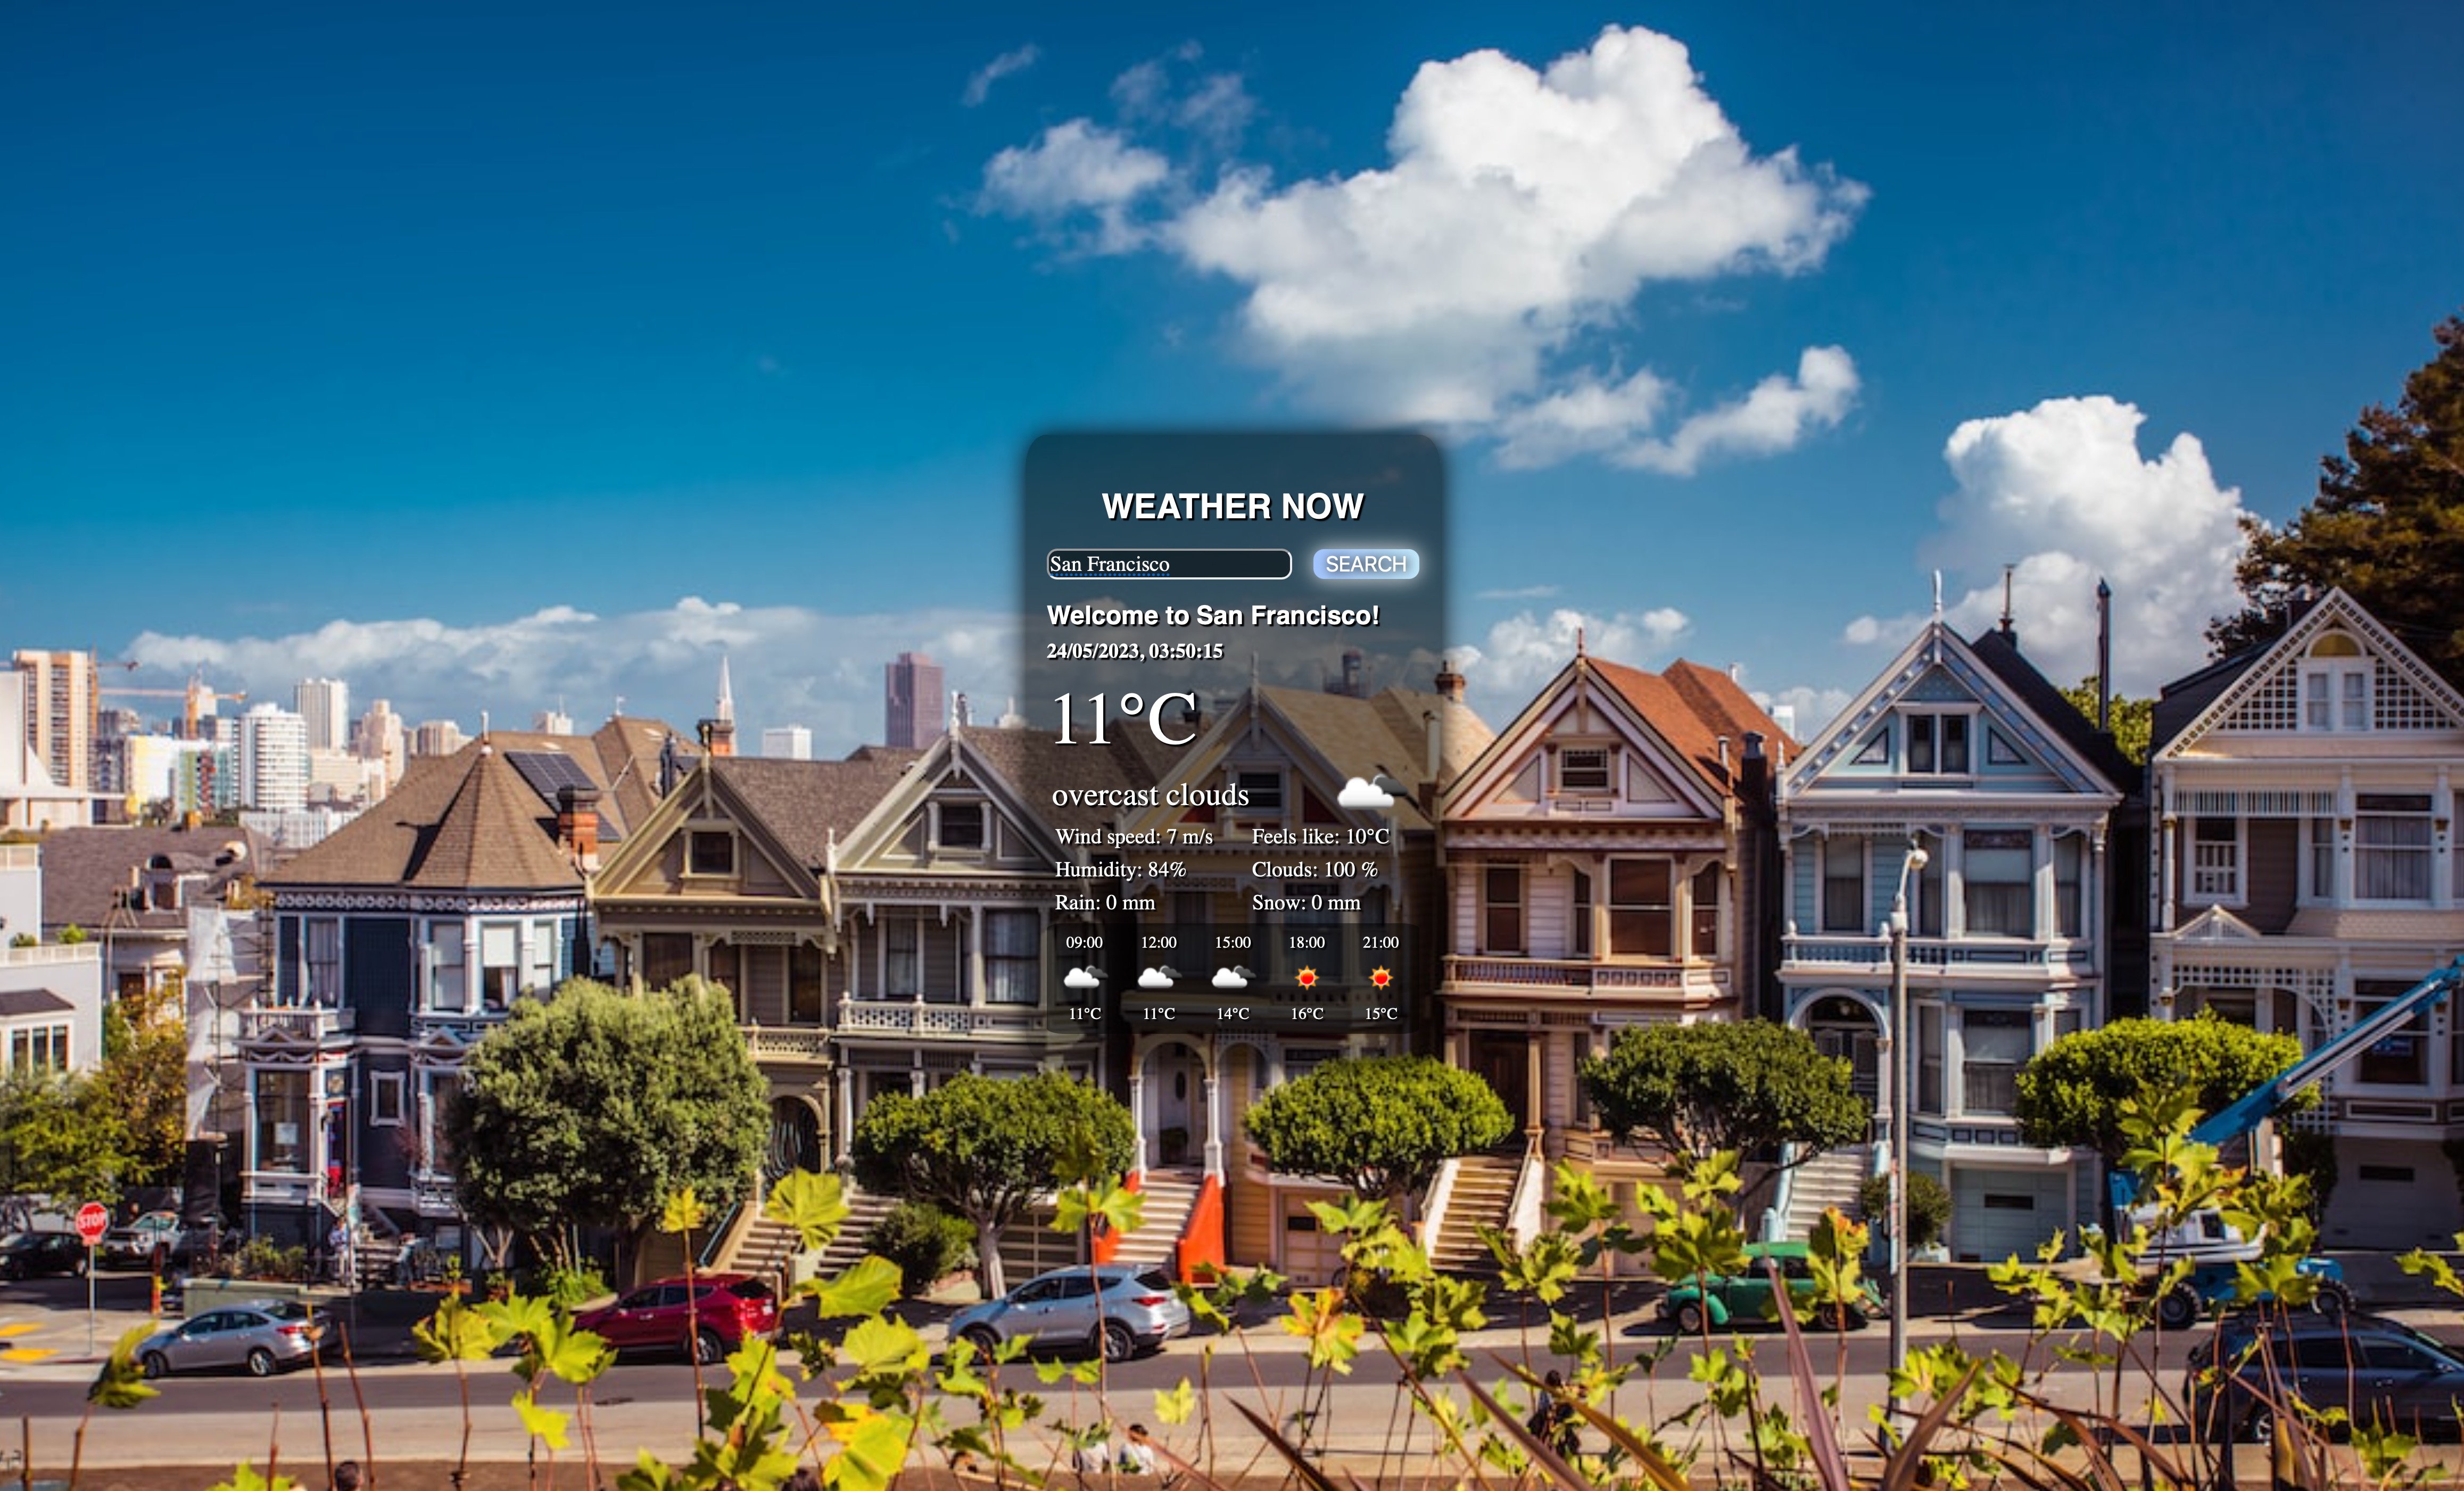 WEATHER NOW
San Francisco SEARCH
Welcome to San Francisco!
24/05/2023, 03:50:15
11°C
overcast clouds
Wind speed: 7 m/s Feels like: 10°C
Humidity: 84% Clouds: 100 %
Rain: 0 mm Snow: 0 mm
09:00 12:00 15:00 18:00 21:00
11°C 11°C 14°C 16°C 15°C
STOP